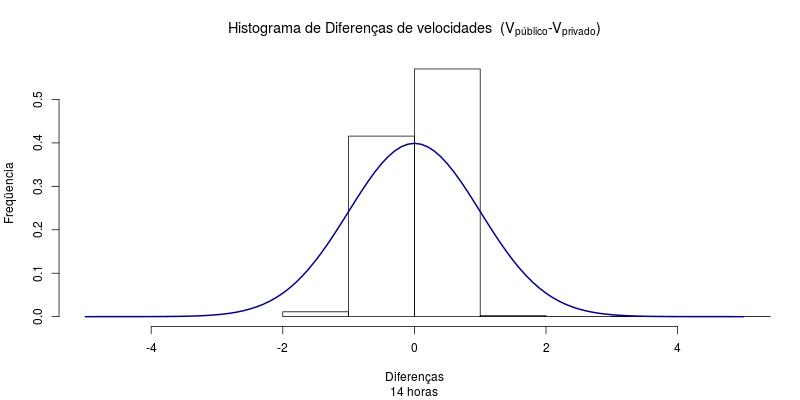 Histograma de Diferenças de velocidades (Vpúblico-Vprivado)
0.5
0.4
0.3
0.2
0.1
0.0
Freqüencia
-4 -2 0 2 4
Diferenças
14 horas